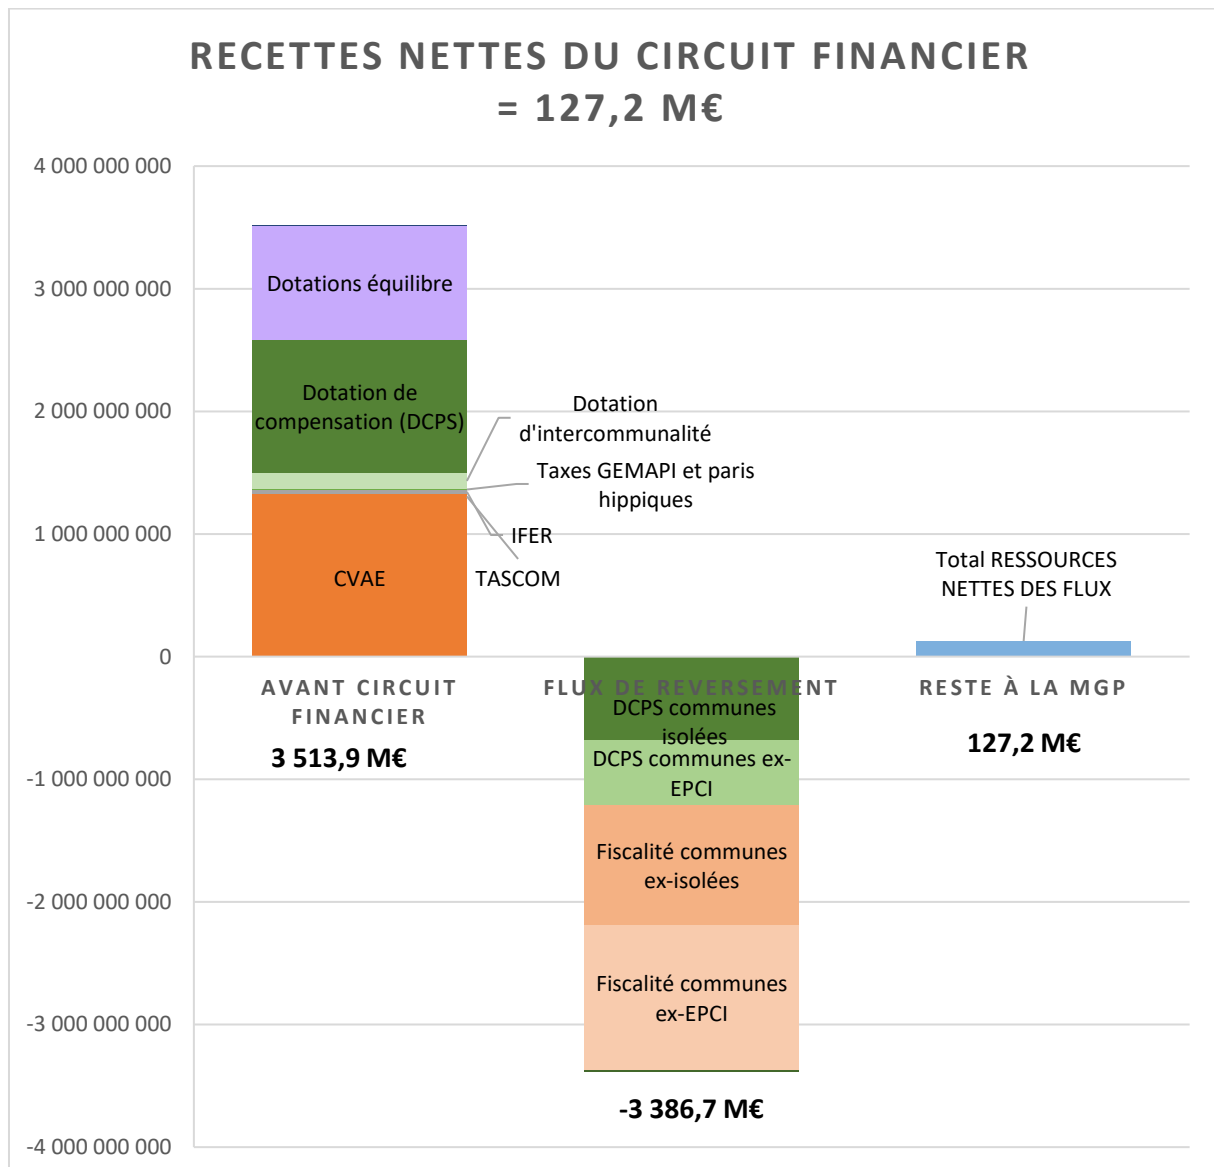 RECETTES NETTES DU CIRCUIT FINANCIER
= 127,2 M€
4 000 000 000
3 000 000 000
2 000 000 000
1 000 000 000
0
-1 000 000 000
-2 000 000 000
-3 000 000 000
-4 000 000 000
Dotations équilibre
Dotation de
compensation (DCPS)
Dotation
d'intercommunalité
Taxes GEMAPI et paris
hippiques
IFER
TASCOM
CVAE
Total RESSOURCES
NETTES DES FLUX
AVANT CIRCUIT
FINANCIER
3 513,9 M€
FLUX DE REVERSEMENT
DCPS communes
isolées
DCPS communes ex-
EPCI
Fiscalité communes
ex-isolées
Fiscalité communes
ex-EPCI
-3 386,7 M€
RESTE À LA MGP
127,2 M€